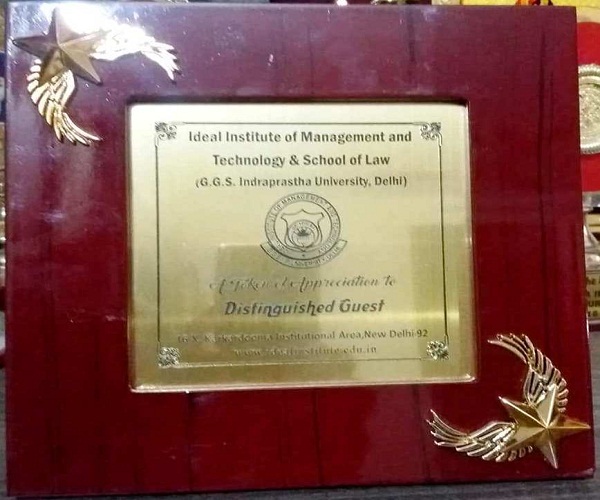 Ideal Institute of Management and
Technology & School of Law
(G.G.S. Indraprastha University, Delhi)
A Token of Appreciation to
Distinguished Guest
Institutional Area, New Delhi-92